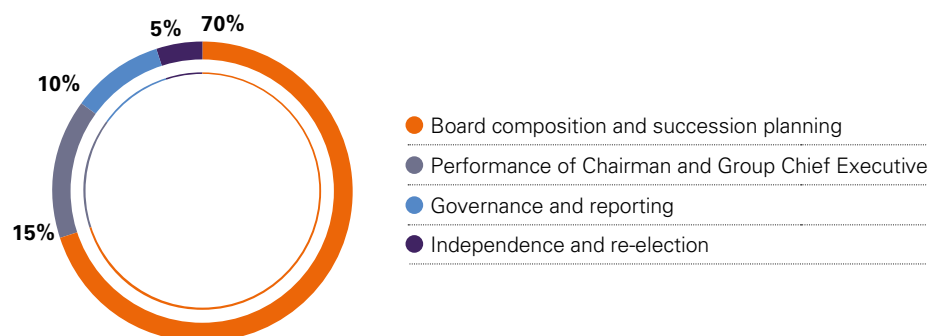 5%
70%
10%
15%
Board composition and succession planning
Performance of Chairman and Group Chief Executive
Governance and reporting
Independence and re-election